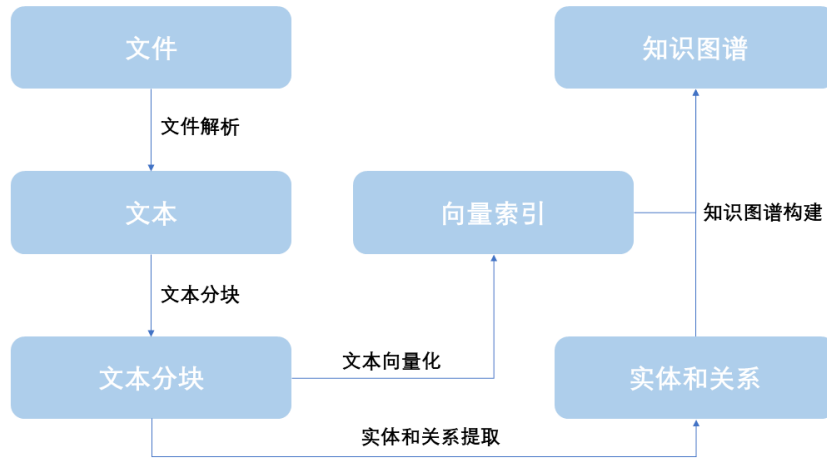 文件
知识图谱
文件解析
文本
向量索引
知识图谱构建
文本分块
文本分块
文本向量化
实体和关系
实体和关系提取